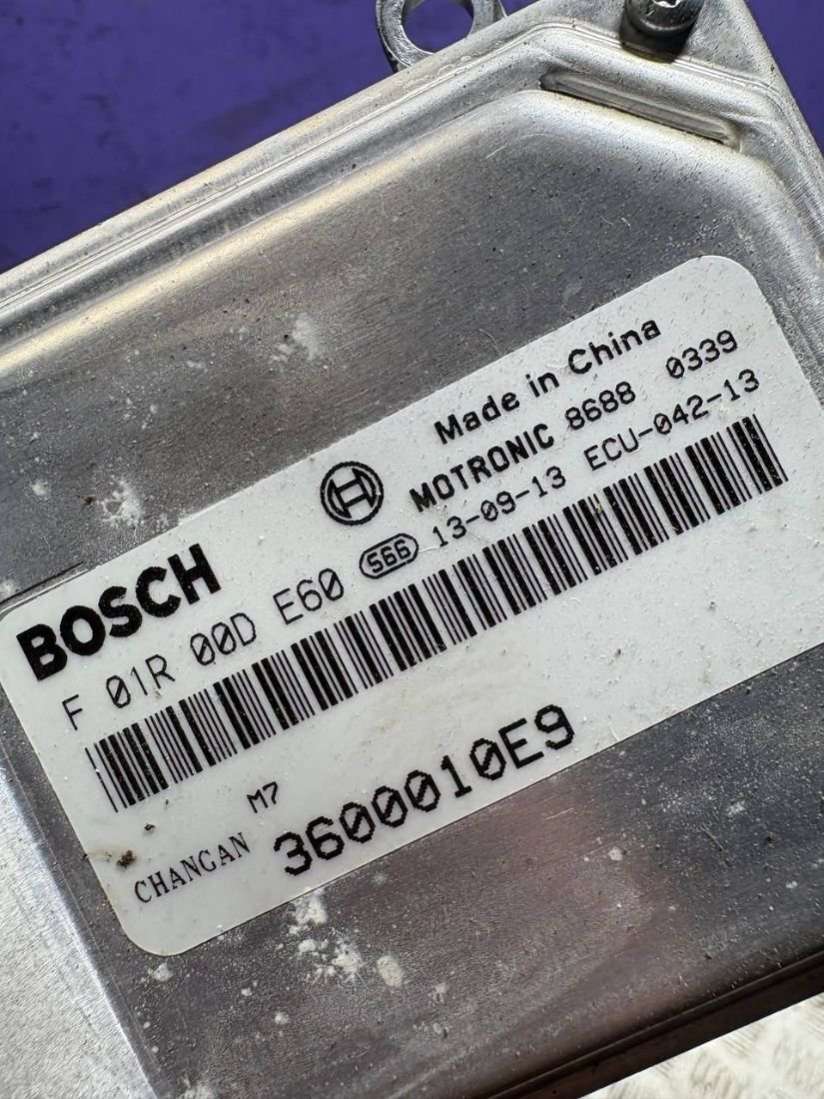 Made in China
MOTRONIC 8688 0339
BOSCH
F 01R 00D E60 566 13-09-13 ECU-042-13
M7
CHANGAN 3600010E9